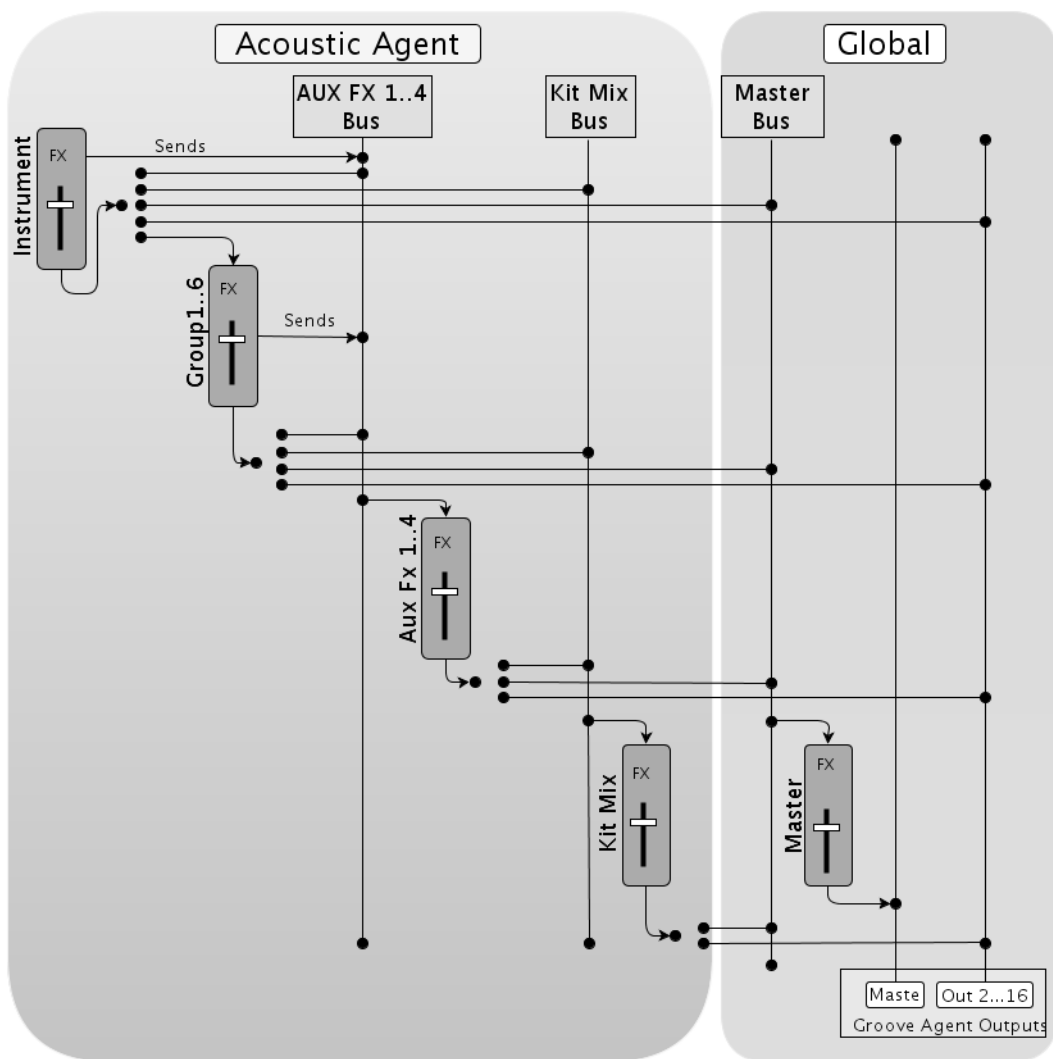 Acoustic Agent
Global
AUX FX 1..4
Bus
Kit Mix
Bus
Master
Bus
Instrument
FX
Sends
Group1..6
FX
Sends
Aux Fx 1..4
FX
Kit Mix
FX
Master
FX
Maste
Out 2...16
Groove Agent Outputs